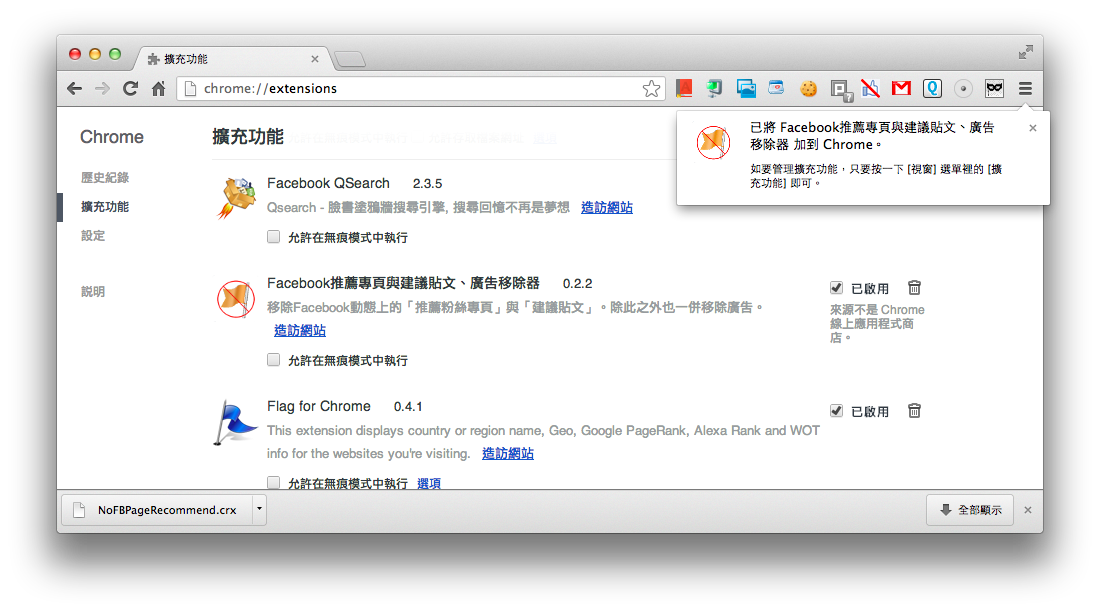 擴充功能
chrome://extensions
Chrome
擴充功能
已將 Facebook推薦專頁與建議貼文、廣告
移除器 加到 Chrome。
如要管理擴充功能，只要按一下 [視窗] 選單裡的 [擴
充功能] 即可。
歷史紀錄
擴充功能
設定
說明
Facebook QSearch 2.3.5
Qsearch - 臉書塗鴉牆搜尋引擎, 搜尋回憶不再是夢想 造訪網站
允許在無痕模式中執行
Facebook推薦專頁與建議貼文、廣告移除器 0.2.2
移除Facebook動態上的「推薦粉絲專頁」與「建議貼文」。除此之外也一併移除廣告。
造訪網站
允許在無痕模式中執行
已啟用
來源不是 Chrome
線上應用程式商
店。
Flag for Chrome 0.4.1
This extension displays country or region name, Geo, Google PageRank, Alexa Rank and WOT
info for the websites you're visiting. 造訪網站
允許在無痕模式中執行 選項
已啟用
NoFBPageRecommend.crx
全部顯示